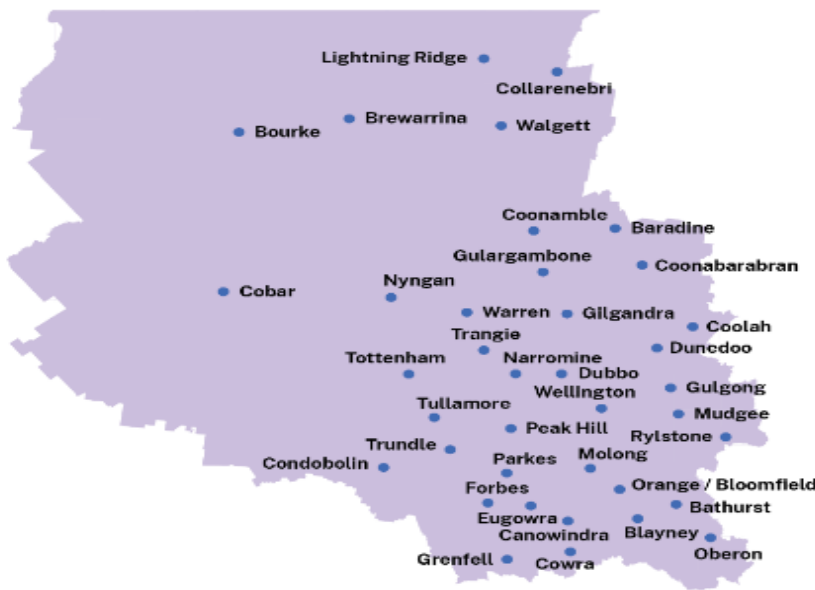 Lightning Ridge
Collarenebri
Brewarrina
Walgett
Bourke
Coonamble
Baradine
Gulargambone
Coonabarabran
Nyngan
Cobar
Warren
Gilgandra
Coolah
Trangie
Dunedoo
Tottenham
Narromine
Dubbo
Wellington
Gulgong
Tullamore
Mudgee
Peak Hill
Rylstone
Trundle
Molong
Condobolin
Parkes
Orange / Bloomfield
Forbes
Bathurst
Eugowra
Canowindra
Blayney
Oberon
Grenfell
Cowra